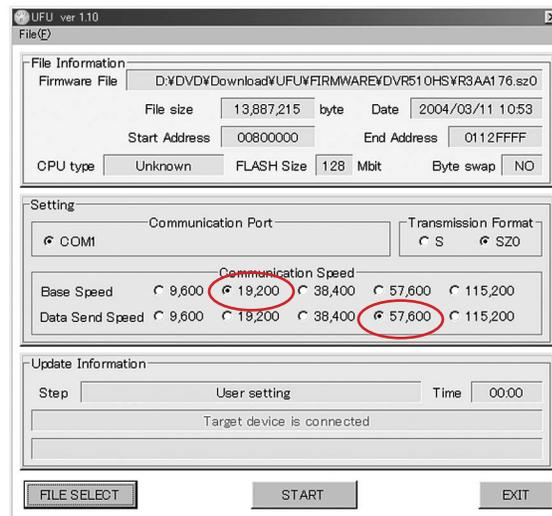 UFU ver 1.10
File(F)
File Information
Firmware File D:¥DVD¥Download¥UFU¥FIRMWARE¥DVR510HS¥R3AA176.sz0
File size 13,887,215 byte Date 2004/03/11 10:53
Start Address 00800000 End Address 0112FFFF
CPU type Unknown FLASH Size 128 Mbit Byte swap NO
Setting
Communication Port Transmission Format
COM1 S SZ0
Communication Speed
Base Speed 9,600 19,200 38,400 57,600 115,200
Data Send Speed 9,600 19,200 38,400 57,600 115,200
Update Information
Step User setting Time 00:00
Target device is connected
FILE SELECT START EXIT